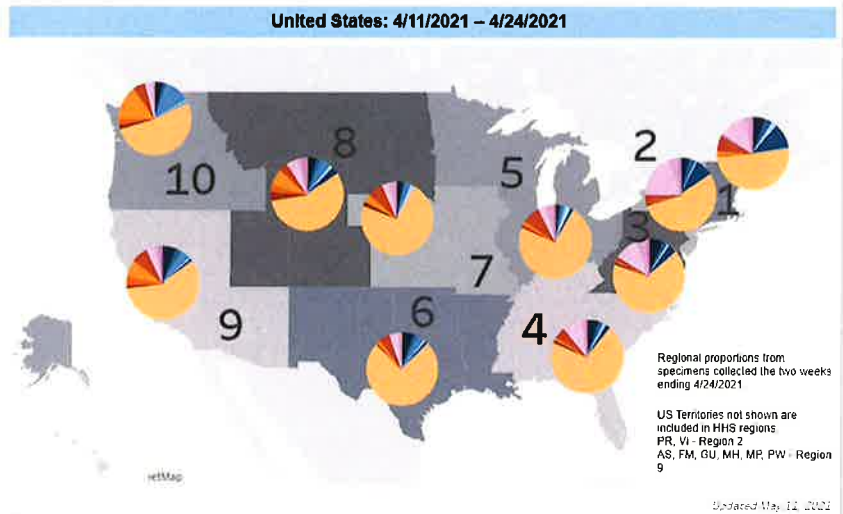 United States: 4/11/2021 – 4/24/2021
8
2
10
5
1
3
7
6
9
4
Regional proportions from
specimens collected the two weeks
ending 4/24/2021
US Territories not shown are
included in HHS regions
PR, VI - Region 2
AS, FM, GU, MH, MP, PW - Region
9
Updated May 11, 2021